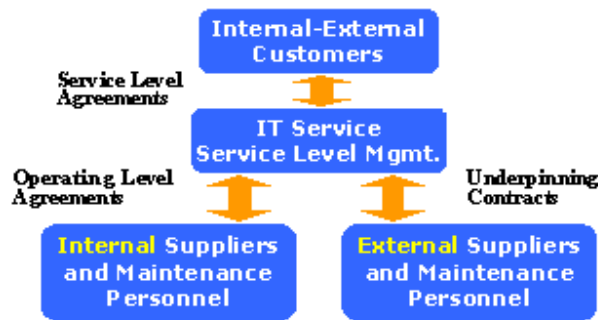 Internal-External
Customers
Service Level
Agreements
IT Service
Service Level Mgmt.
Operating Level
Agreements
Underpinning
Contracts
Internal Suppliers
and Maintenance
Personnel
External Suppliers
and Maintenance
Personnel